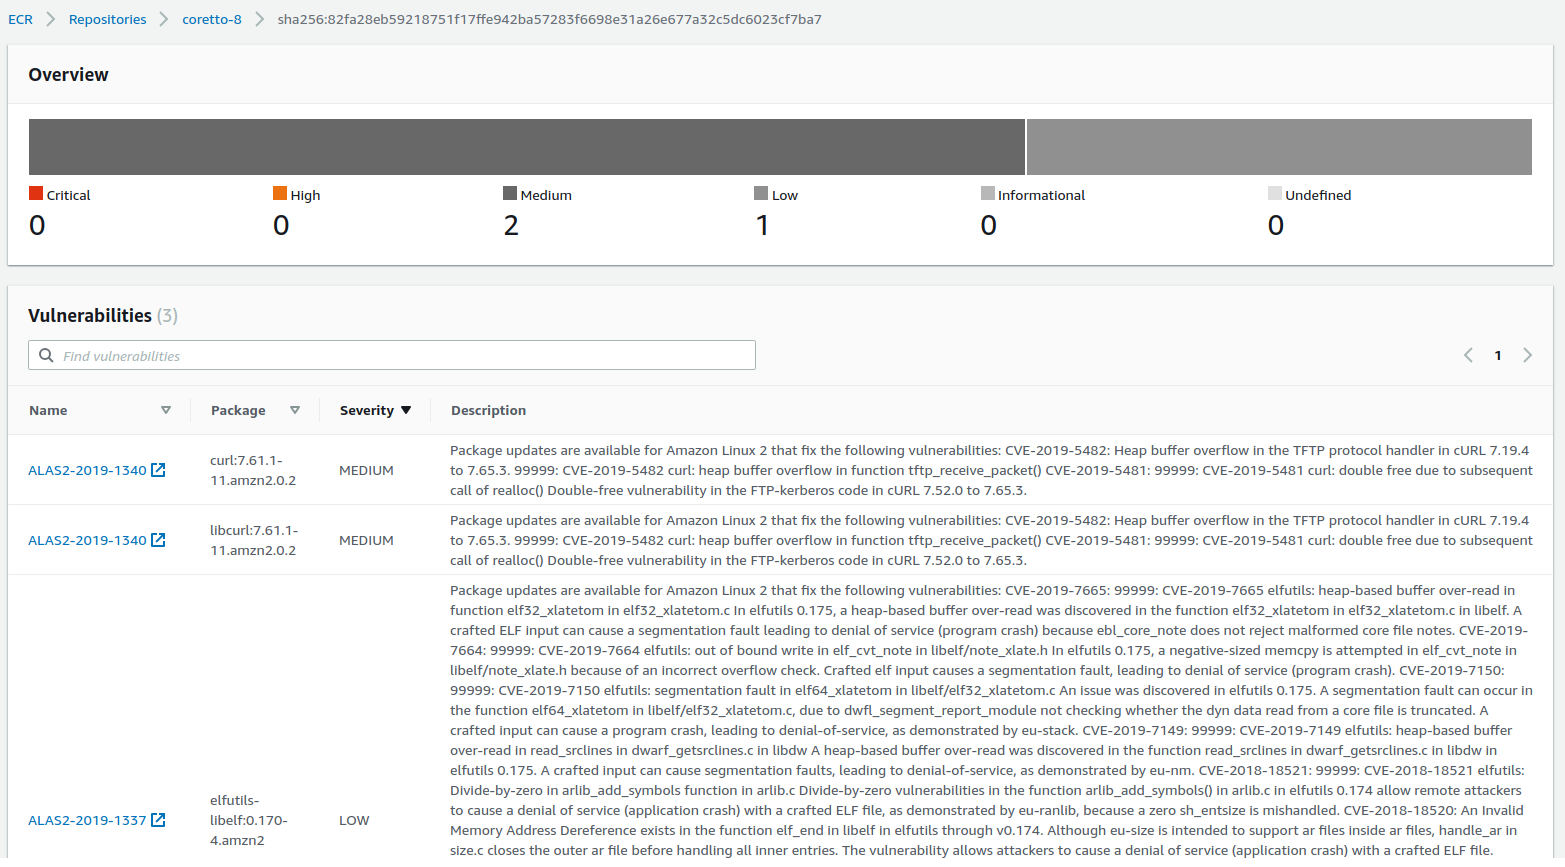 ECR Repositories coretto-8 sha256:82fa28eb59218751f17ffe942ba57283f6698e31a26e677a32c5dc6023cf7ba7
Overview
Critical High Medium Low Informational Undefined
0 0 2 1 0 0
Vulnerabilities (3)
Find vulnerabilities
1
Name Package Severity Description
ALAS2-2019-1340
curl:7.61.1-
11.amzn2.0.2
MEDIUM
Package updates are available for Amazon Linux 2 that fix the following vulnerabilities: CVE-2019-5482: Heap buffer overflow in the TFTP protocol handler in cURL 7.19.4
to 7.65.3. 99999: CVE-2019-5482 curl: heap buffer overflow in function tftp_receive_packet() CVE-2019-5481: 99999: CVE-2019-5481 curl: double free due to subsequent
call of realloc() Double-free vulnerability in the FTP-kerberos code in cURL 7.52.0 to 7.65.3.
ALAS2-2019-1340
libcurl:7.61.1-
11.amzn2.0.2
MEDIUM
Package updates are available for Amazon Linux 2 that fix the following vulnerabilities: CVE-2019-5482: Heap buffer overflow in the TFTP protocol handler in cURL 7.19.4
to 7.65.3. 99999: CVE-2019-5482 curl: heap buffer overflow in function tftp_receive_packet() CVE-2019-5481: 99999: CVE-2019-5481 curl: double free due to subsequent
call of realloc() Double-free vulnerability in the FTP-kerberos code in cURL 7.52.0 to 7.65.3.
ALAS2-2019-1337
elfutils-
libelf:0.170-
4.amzn2
LOW
Package updates are available for Amazon Linux 2 that fix the following vulnerabilities: CVE-2019-7665: 99999: CVE-2019-7665 elfutils: heap-based buffer over-read in
function elf32_xlatetom in elf32_xlatetom.c In elfutils 0.175, a heap-based buffer over-read was discovered in the function elf32_xlatetom in elf32_xlatetom.c in libelf. A
crafted ELF input can cause a segmentation fault leading to denial of service (program crash) because ebl_core_note does not reject malformed core file notes. CVE-2019-
7664: 99999: CVE-2019-7664 elfutils: out of bound write in elf_cvt_note in libelf/note_xlate.h In elfutils 0.175, a negative-sized memcpy is attempted in elf_cvt_note in
libelf/note_xlate.h because of an incorrect overflow check. Crafted elf input causes a segmentation fault, leading to denial of service (program crash). CVE-2019-7150:
99999: CVE-2019-7150 elfutils: segmentation fault in elf64_xlatetom in libelf/elf32_xlatetom.c An issue was discovered in elfutils 0.175. A segmentation fault can occur in
the function elf64_xlatetom in libelf/elf32_xlatetom.c, due to dwfl_segment_report_module not checking whether the dyn data read from a core file is truncated. A
crafted input can cause a program crash, leading to denial-of-service, as demonstrated by eu-stack. CVE-2019-7149: 99999: CVE-2019-7149 elfutils: heap-based buffer
over-read in read_srclines in dwarf_getsrclines.c in libdw A heap-based buffer over-read was discovered in the function read_srclines in dwarf_getsrclines.c in libdw in
elfutils 0.175. A crafted input can cause segmentation faults, leading to denial-of-service, as demonstrated by eu-nm. CVE-2018-18521: 99999: CVE-2018-18521 elfutils:
Divide-by-zero in arlib_add_symbols function in arlib.c Divide-by-zero vulnerabilities in the function arlib_add_symbols() in arlib.c in elfutils 0.174 allow remote attackers
to cause a denial of service (application crash) with a crafted ELF file, as demonstrated by eu-ranlib, because a zero sh_entsize is mishandled. CVE-2018-18520: An Invalid
Memory Address Dereference exists in the function elf_end in libelf in elfutils through v0.174. Although eu-size is intended to support ar files inside ar files, handle_ar in
size.c closes the outer ar file before handling all inner entries. The vulnerability allows attackers to cause a denial of service (application crash) with a crafted ELF file.